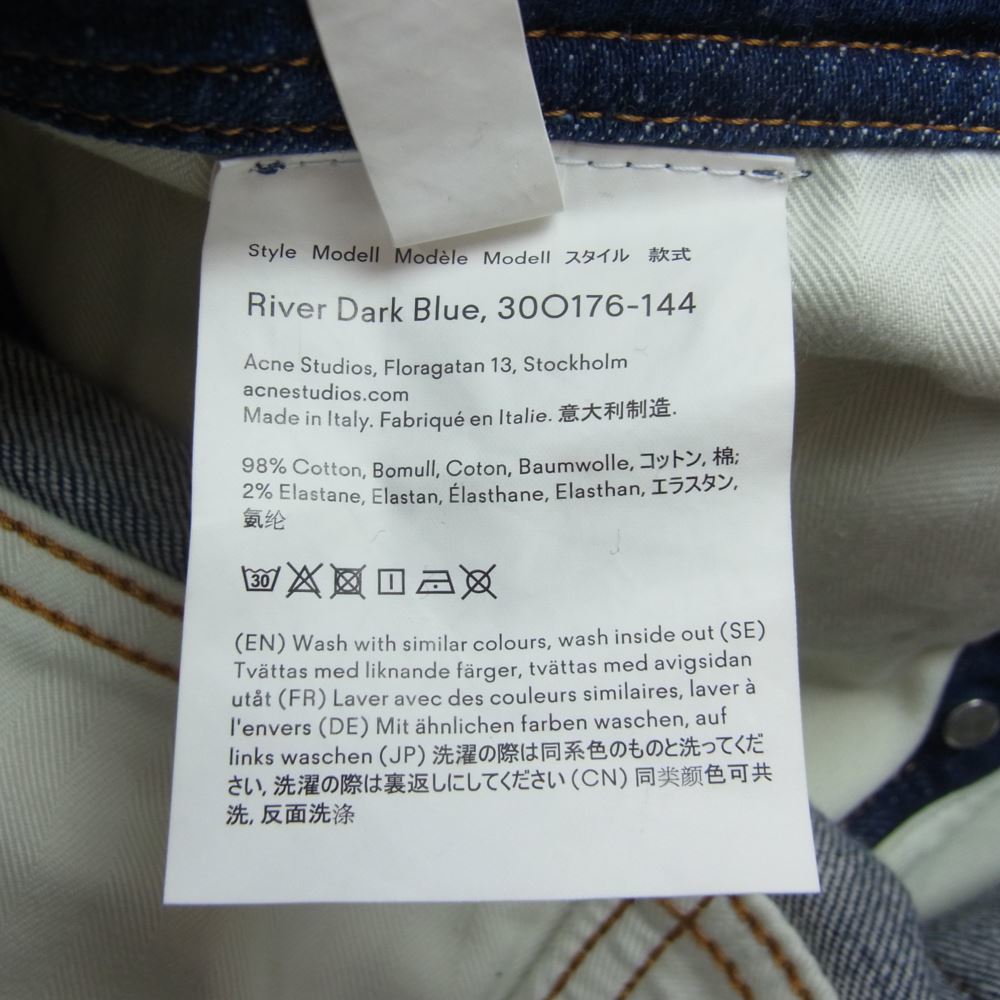 Style Modell Modèle Modell スタイル 款式
River Dark Blue, 30O176-144
Acne Studios, Floragatan 13, Stockholm
acnestudios.com
Made in Italy. Fabriqué en Italie. 意大利制造.
98% Cotton, Bomull, Coton, Baumwolle, コットン, 棉;
2% Elastane, Elastan, Élasthane, Elasthan, エラスタン,
氨纶
30
(EN) Wash with similar colours, wash inside out (SE)
Tvättas med liknande färger, tvättas med avigsidan
utåt (FR) Laver avec des couleurs similaires, laver à
l'envers (DE) Mit ähnlichen farben waschen, auf
links waschen (JP) 洗濯の際は同系色のものと洗ってくだ
さい, 洗濯の際は裏返しにしてください (CN) 同类颜色可共
洗, 反面洗涤